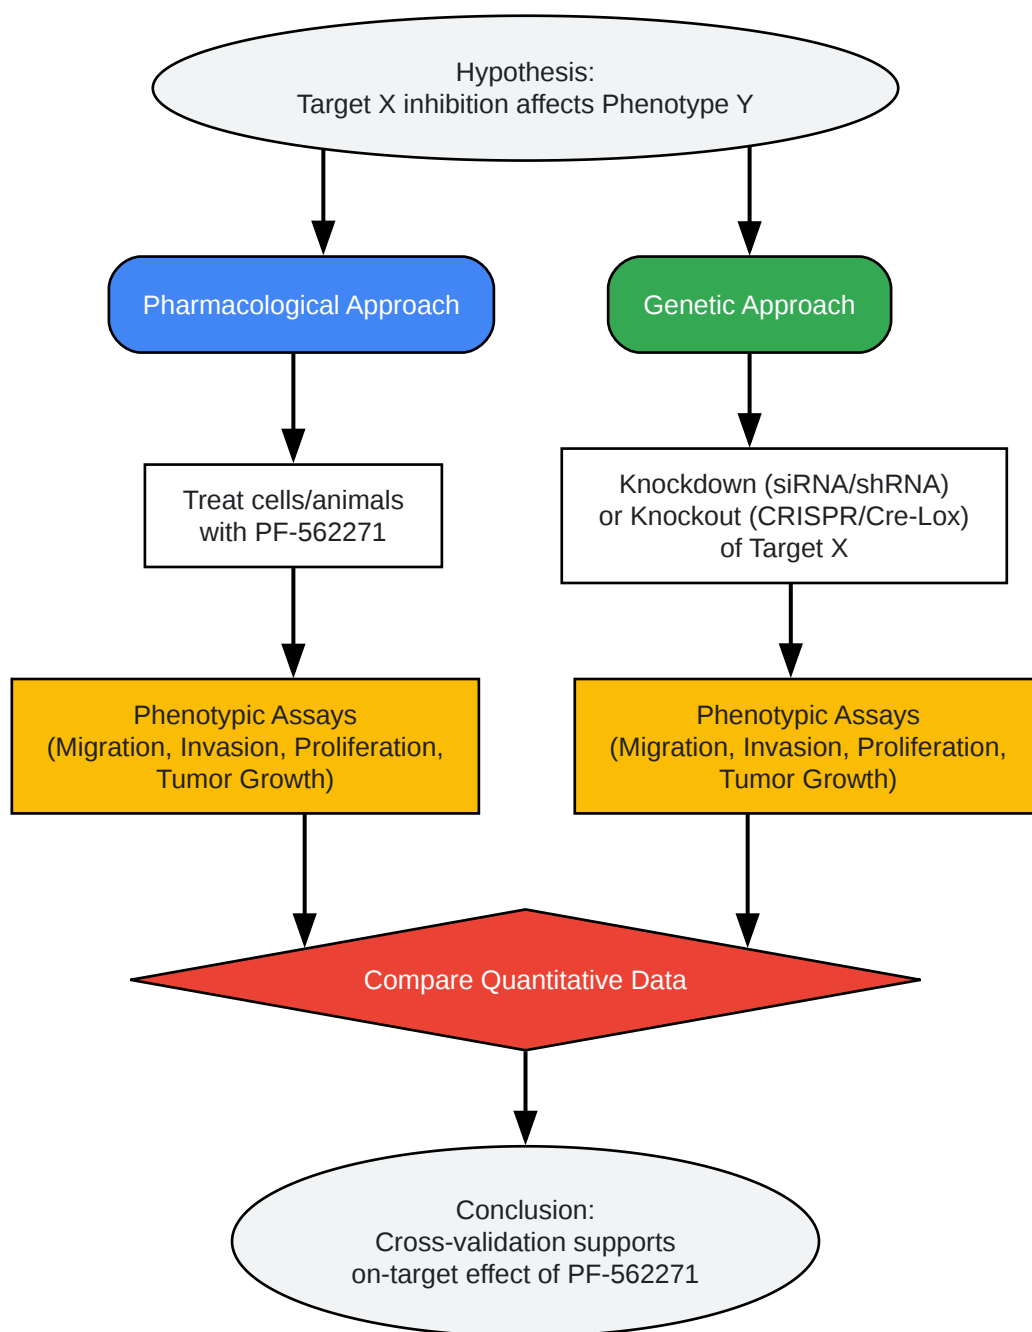 Hypothesis:
Target X inhibition affects Phenotype Y
Pharmacological Approach
Genetic Approach
Treat cells/animals
with PF-562271
Knockdown (siRNA/shRNA)
or Knockout (CRISPR/Cre-Lox)
of Target X
Phenotypic Assays
(Migration, Invasion, Proliferation,
Tumor Growth)
Phenotypic Assays
(Migration, Invasion, Proliferation,
Tumor Growth)
Compare Quantitative Data
Conclusion:
Cross-validation supports
on-target effect of PF-562271